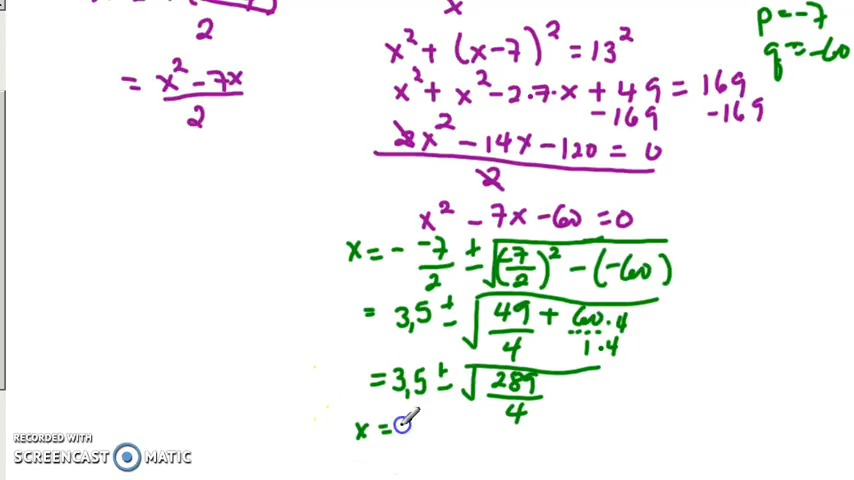 2
= x² - 7x
2
x
x² + (x-7)² = 13²
x² + x² - 2·7·x + 49 = 169
-169 -169
2x² - 14x - 120 = 0
2
x² - 7x - 60 = 0
x = - -7/2 ± √((-7/2)² - (-60))
= 3,5 ± √(49/4 + 60·4/1·4)
= 3,5 ± √(289/4)
x =
p = -7
q = -60
RECORDED WITH
SCREENCAST MATIC